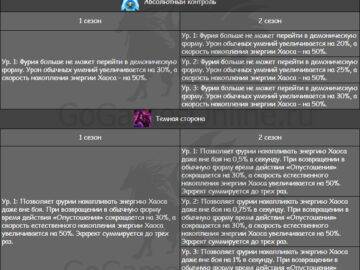 Абсолютный контроль
1 сезон
2 сезон
Ур. 1: Фурия больше не может перейти в демоническую
форму. Урон обычных умений увеличивается на 30%, а
скорость накопления энергии Хаоса - на 50%.
Ур. 1: Фурия больше не может перейти в демоническую
форму. Урон обычных умений увеличивается на 20%, а
скорость накопления энергии Хаоса - на 50%.
Ур. 2: Фурия больше не может перейти в демоническую
форму. Урон обычных умений увеличивается на 25%, а
скорость накопления энергии Хаоса - на 50%.
Ур. 3: Фурия больше не может перейти в демоническую
форму. Урон обычных умений увеличивается на 30%, а
скорость накопления энергии Хаоса - на 50%.
Темная сторона
1 сезон
2 сезон
Ур. 1: Позволяет фурии накапливать энергию Хаоса
даже вне боя. При возвращении в обычную форму
время действия «Опустошения» сокращается на 30%, а
скорость естественного накопления энергии Хаоса
увеличивается на 50%. Эффект суммируется до трех
раз.
Ур. 1: Позволяет фурии накапливать энергию Хаоса
даже вне боя на 0,5% в секунду. При возвращении в
обычную форму время действия «Опустошения»
сокращается на 30%, а скорость естественного
накопления энергии Хаоса увеличивается на 50%.
Эффект суммируется до трех раз.
Ур. 2: Позволяет фурии накапливать энергию Хаоса
даже вне боя на 0,75% в секунду. При возвращении в
обычную форму время действия «Опустошения»
сокращается на 30%, а скорость естественного
накопления энергии Хаоса увеличивается на 50%.
Эффект суммируется до трех раз.
Ур. 3: Позволяет фурии накапливать энергию Хаоса
даже вне боя на 1% в секунду. При возвращении в
обычную форму время действия «Опустошения»
сокращается на 30%, а скорость естественного